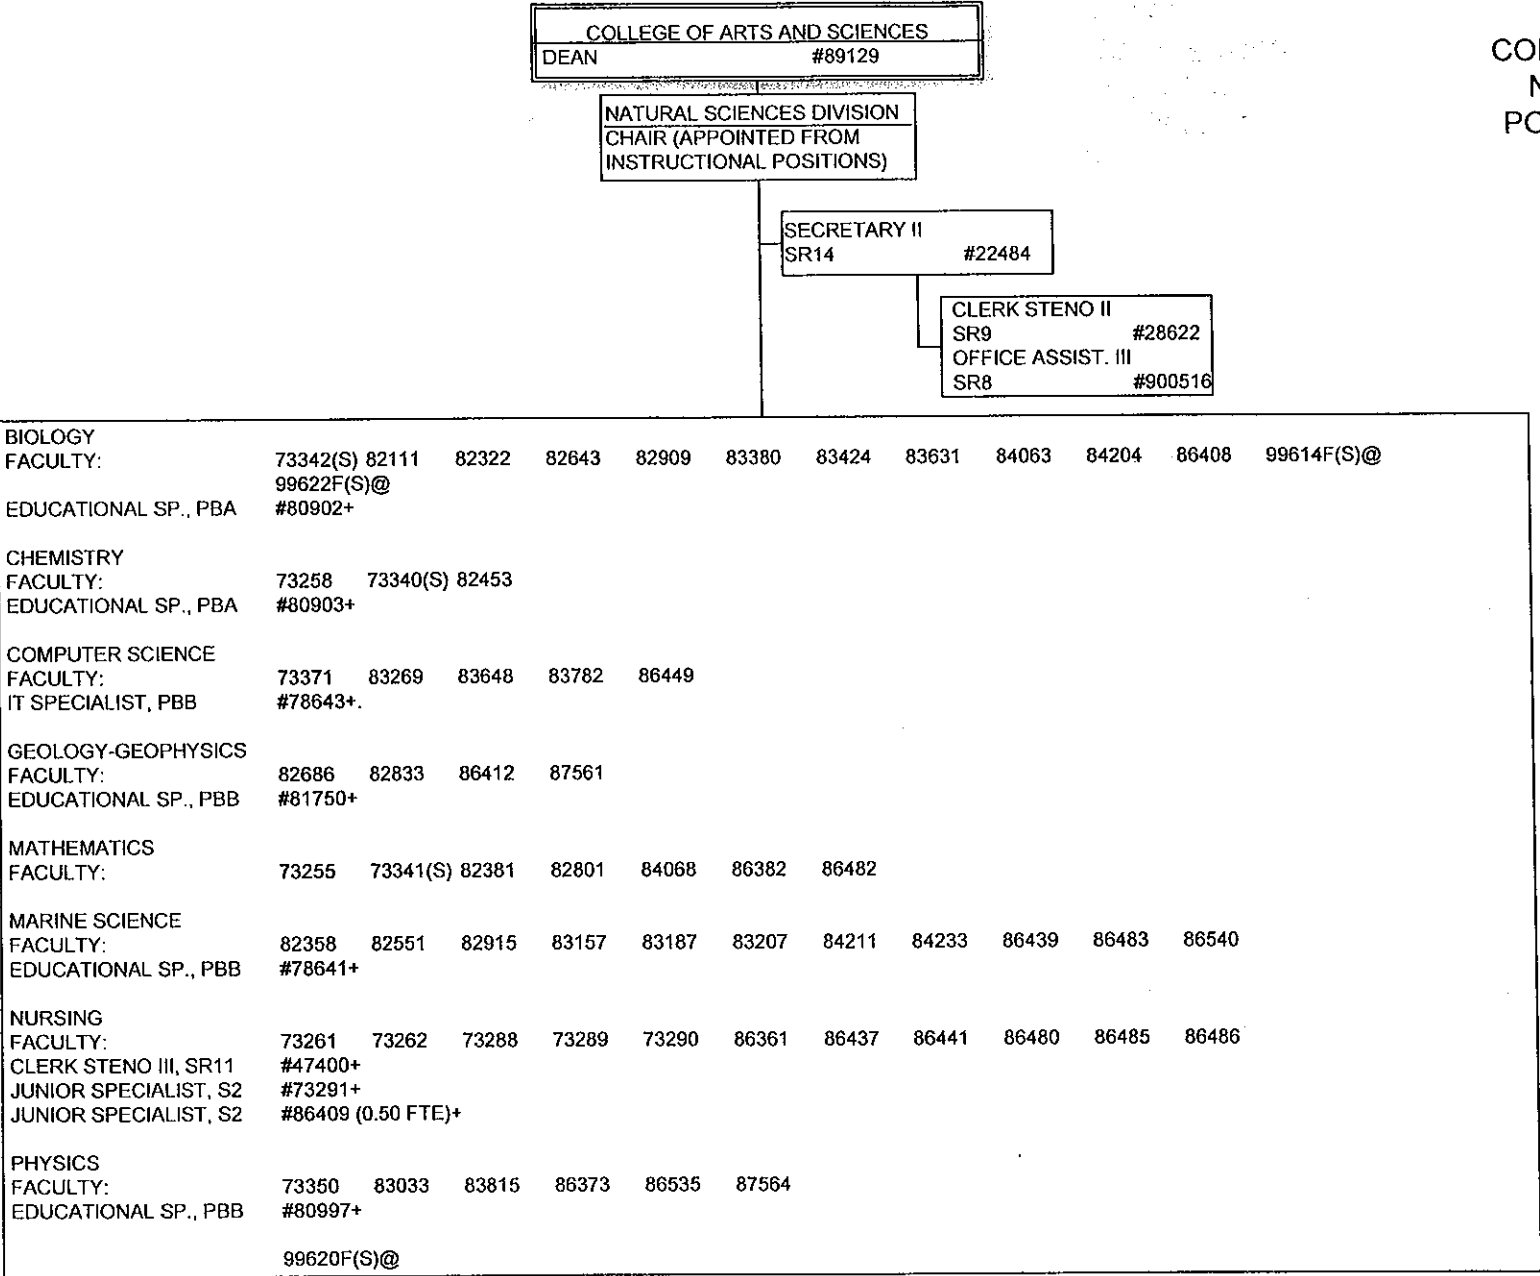 COLLEGE OF ARTS AND SCIENCES
DEAN #89129
NATURAL SCIENCES DIVISION
CHAIR (APPOINTED FROM
INSTRUCTIONAL POSITIONS)
SECRETARY II
SR14 #22484
CLERK STENO II
SR9 #28622
OFFICE ASSIST. III
SR8 #900516
BIOLOGY
FACULTY: 73342(S) 82111 82322 82643 82909 83380 83424 83631 84063 84204 86408 99614F(S)@
99622F(S)@
EDUCATIONAL SP., PBA #80902+
CHEMISTRY
FACULTY: 73258 73340(S) 82453
EDUCATIONAL SP., PBA #80903+
COMPUTER SCIENCE
FACULTY: 73371 83269 83648 83782 86449
IT SPECIALIST, PBB #78643+.
GEOLOGY-GEOPHYSICS
FACULTY: 82686 82833 86412 87561
EDUCATIONAL SP., PBB #81750+
MATHEMATICS
FACULTY: 73255 73341(S) 82381 82801 84068 86382 86482
MARINE SCIENCE
FACULTY: 82358 82551 82915 83157 83187 83207 84211 84233 86439 86483 86540
EDUCATIONAL SP., PBB #78641+
NURSING
FACULTY: 73261 73262 73288 73289 73290 86361 86437 86441 86480 86485 86486
CLERK STENO III, SR11 #47400+
JUNIOR SPECIALIST, S2 #73291+
JUNIOR SPECIALIST, S2 #86409 (0.50 FTE)+
PHYSICS
FACULTY: 73350 83033 83815 86373 86535 87564
EDUCATIONAL SP., PBB #80997+
99620F(S)@